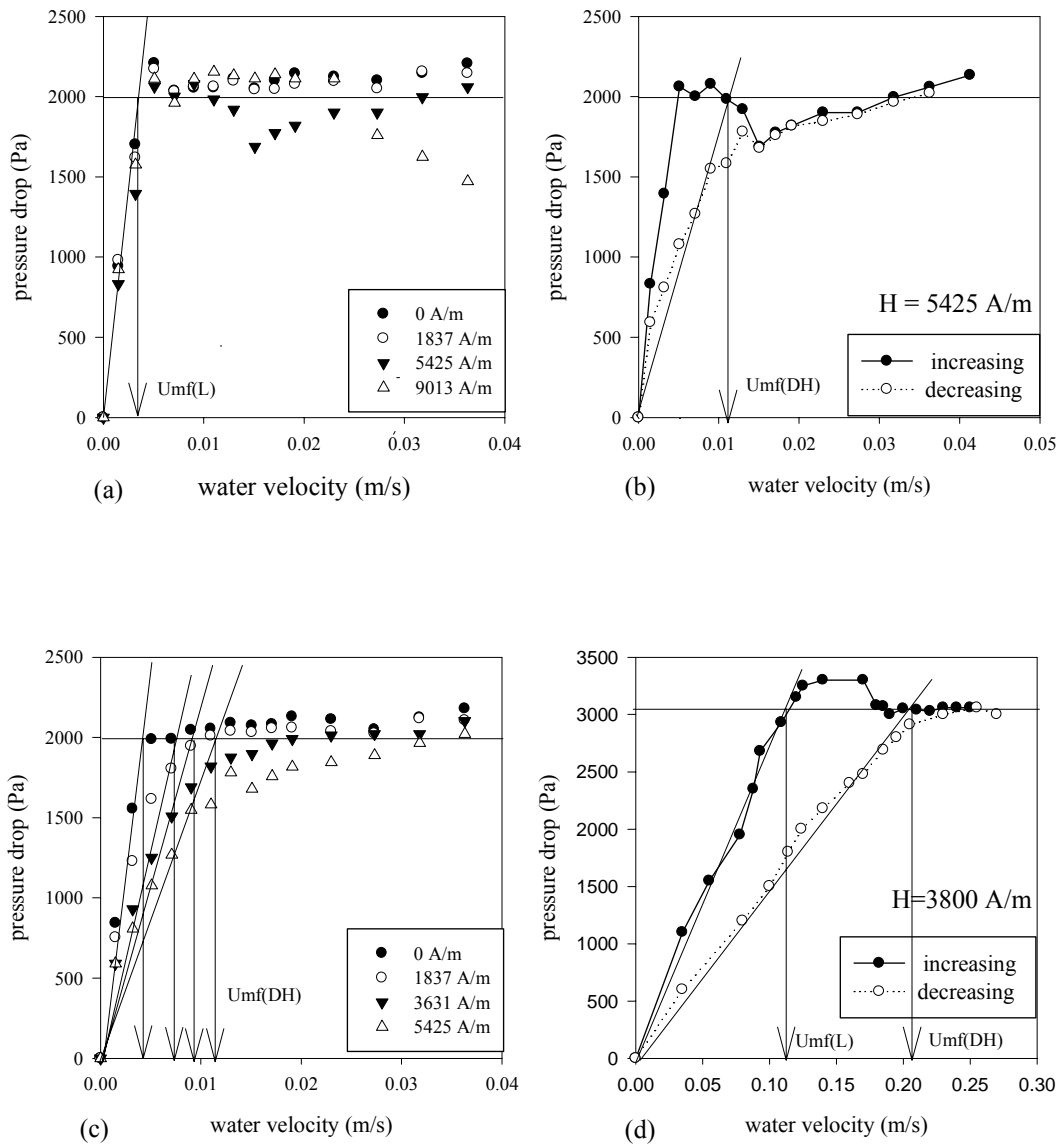 2500
2000
1500
1000
500
0
pressure drop (Pa)
Umf(L)
0 A/m
1837 A/m
5425 A/m
9013 A/m
0.00 0.01 0.02 0.03 0.04
(a) water velocity (m/s)
2500
2000
1500
1000
500
0
pressure drop (Pa)
H = 5425 A/m
Umf(DH)
increasing
decreasing
0.00 0.01 0.02 0.03 0.04 0.05
(b) water velocity (m/s)
2500
2000
1500
1000
500
0
pressure drop (Pa)
Umf(DH)
0 A/m
1837 A/m
3631 A/m
5425 A/m
0.00 0.01 0.02 0.03 0.04
(c) water velocity (m/s)
3500
3000
2500
2000
1500
1000
500
0
pressure drop (Pa)
H=3800 A/m
increasing
decreasing
Umf(L) Umf(DH)
0.00 0.05 0.10 0.15 0.20 0.25 0.30
(d) water velocity (m/s)